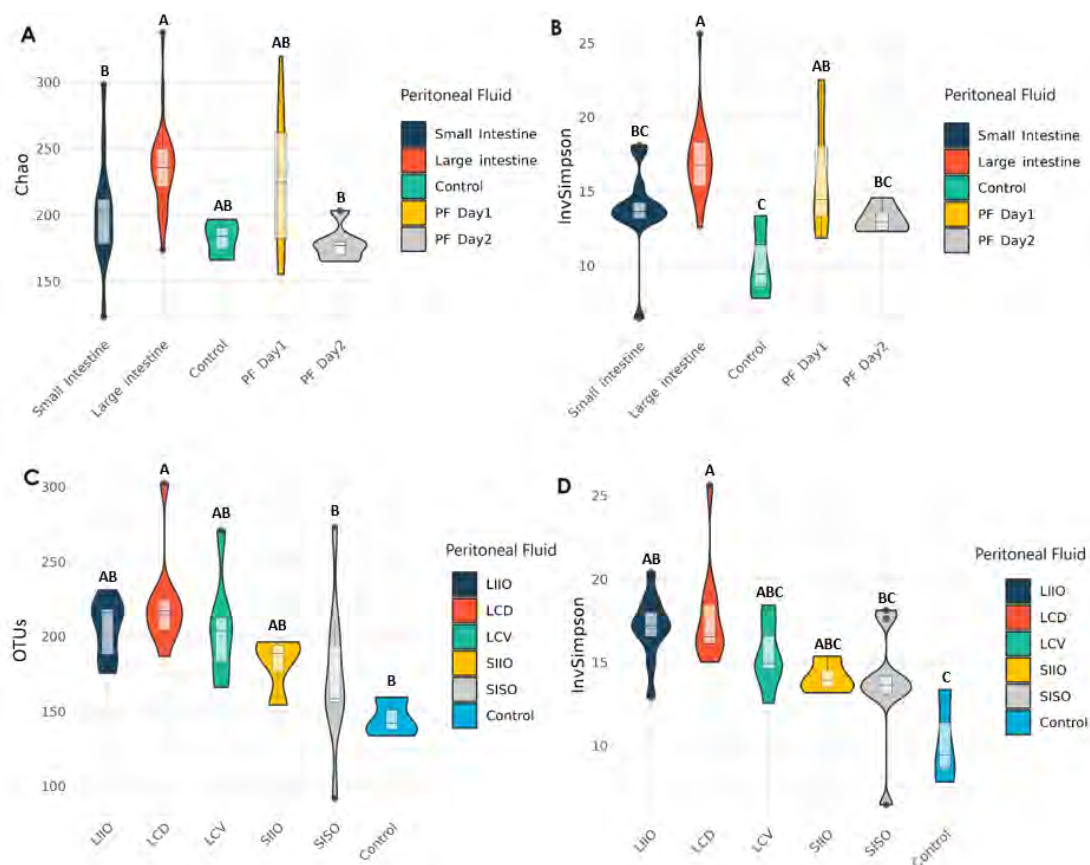 A
A
AB
B
AB
B
Chao
300
250
200
150
Peritoneal Fluid
Small Intestine
Large intestine
Control
PF Day1
PF Day2
Small Intestine
Large intestine
Control
PF Day1
PF Day2
B
A
AB
BC
BC
C
InvSimpson
25
20
15
10
Peritoneal Fluid
Small Intestine
Large intestine
Control
PF Day1
PF Day2
Small intestine
Large intestine
Control
PF Day1
PF Day2
C
A
AB
B
AB
AB
B
OTUs
300
250
200
150
100
Peritoneal Fluid
LIIO
LCD
LCV
SIIO
SISO
Control
LIIO
LCD
LCV
SIIO
SISO
Control
D
A
AB
ABC
BC
ABC
C
InvSimpson
25
20
15
10
Peritoneal Fluid
LIIO
LCD
LCV
SIIO
SISO
Control
LIIO
LCD
LCV
SIIO
SISO
Control